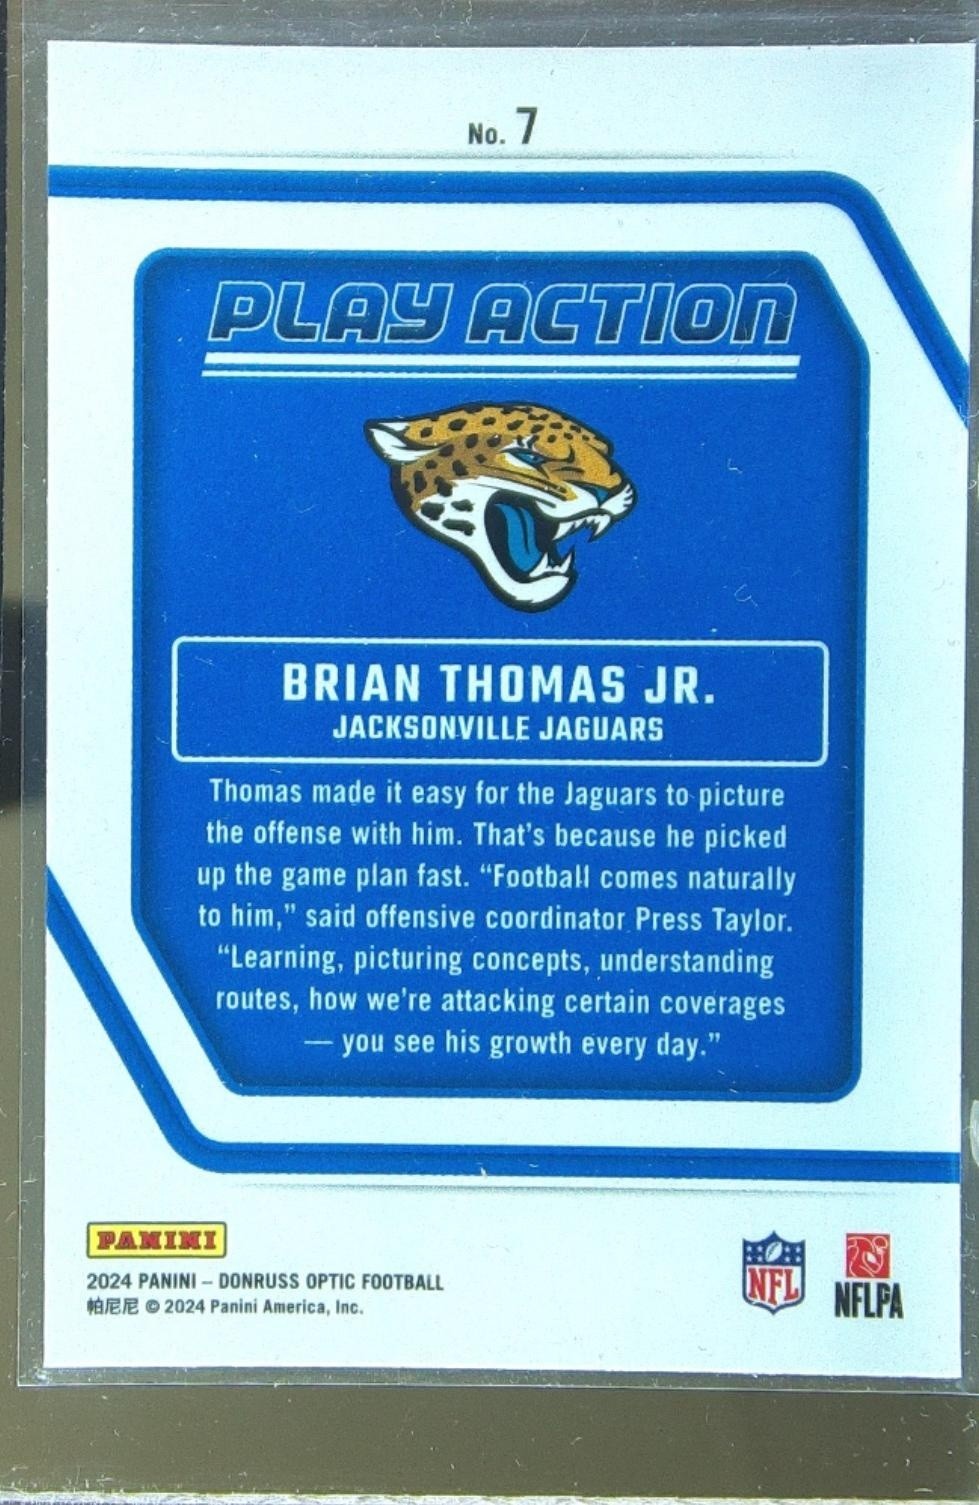 No. 7
PLAY ACTION
BRIAN THOMAS JR.
JACKSONVILLE JAGUARS
Thomas made it easy for the Jaguars to picture
the offense with him. That's because he picked
up the game plan fast. “Football comes naturally
to him,” said offensive coordinator Press Taylor.
“Learning, picturing concepts, understanding
routes, how we're attacking certain coverages
— you see his growth every day.”
PANINI
2024 PANINI – DONRUSS OPTIC FOOTBALL
帕尼尼 © 2024 Panini America, Inc.
NFL
NFLPA